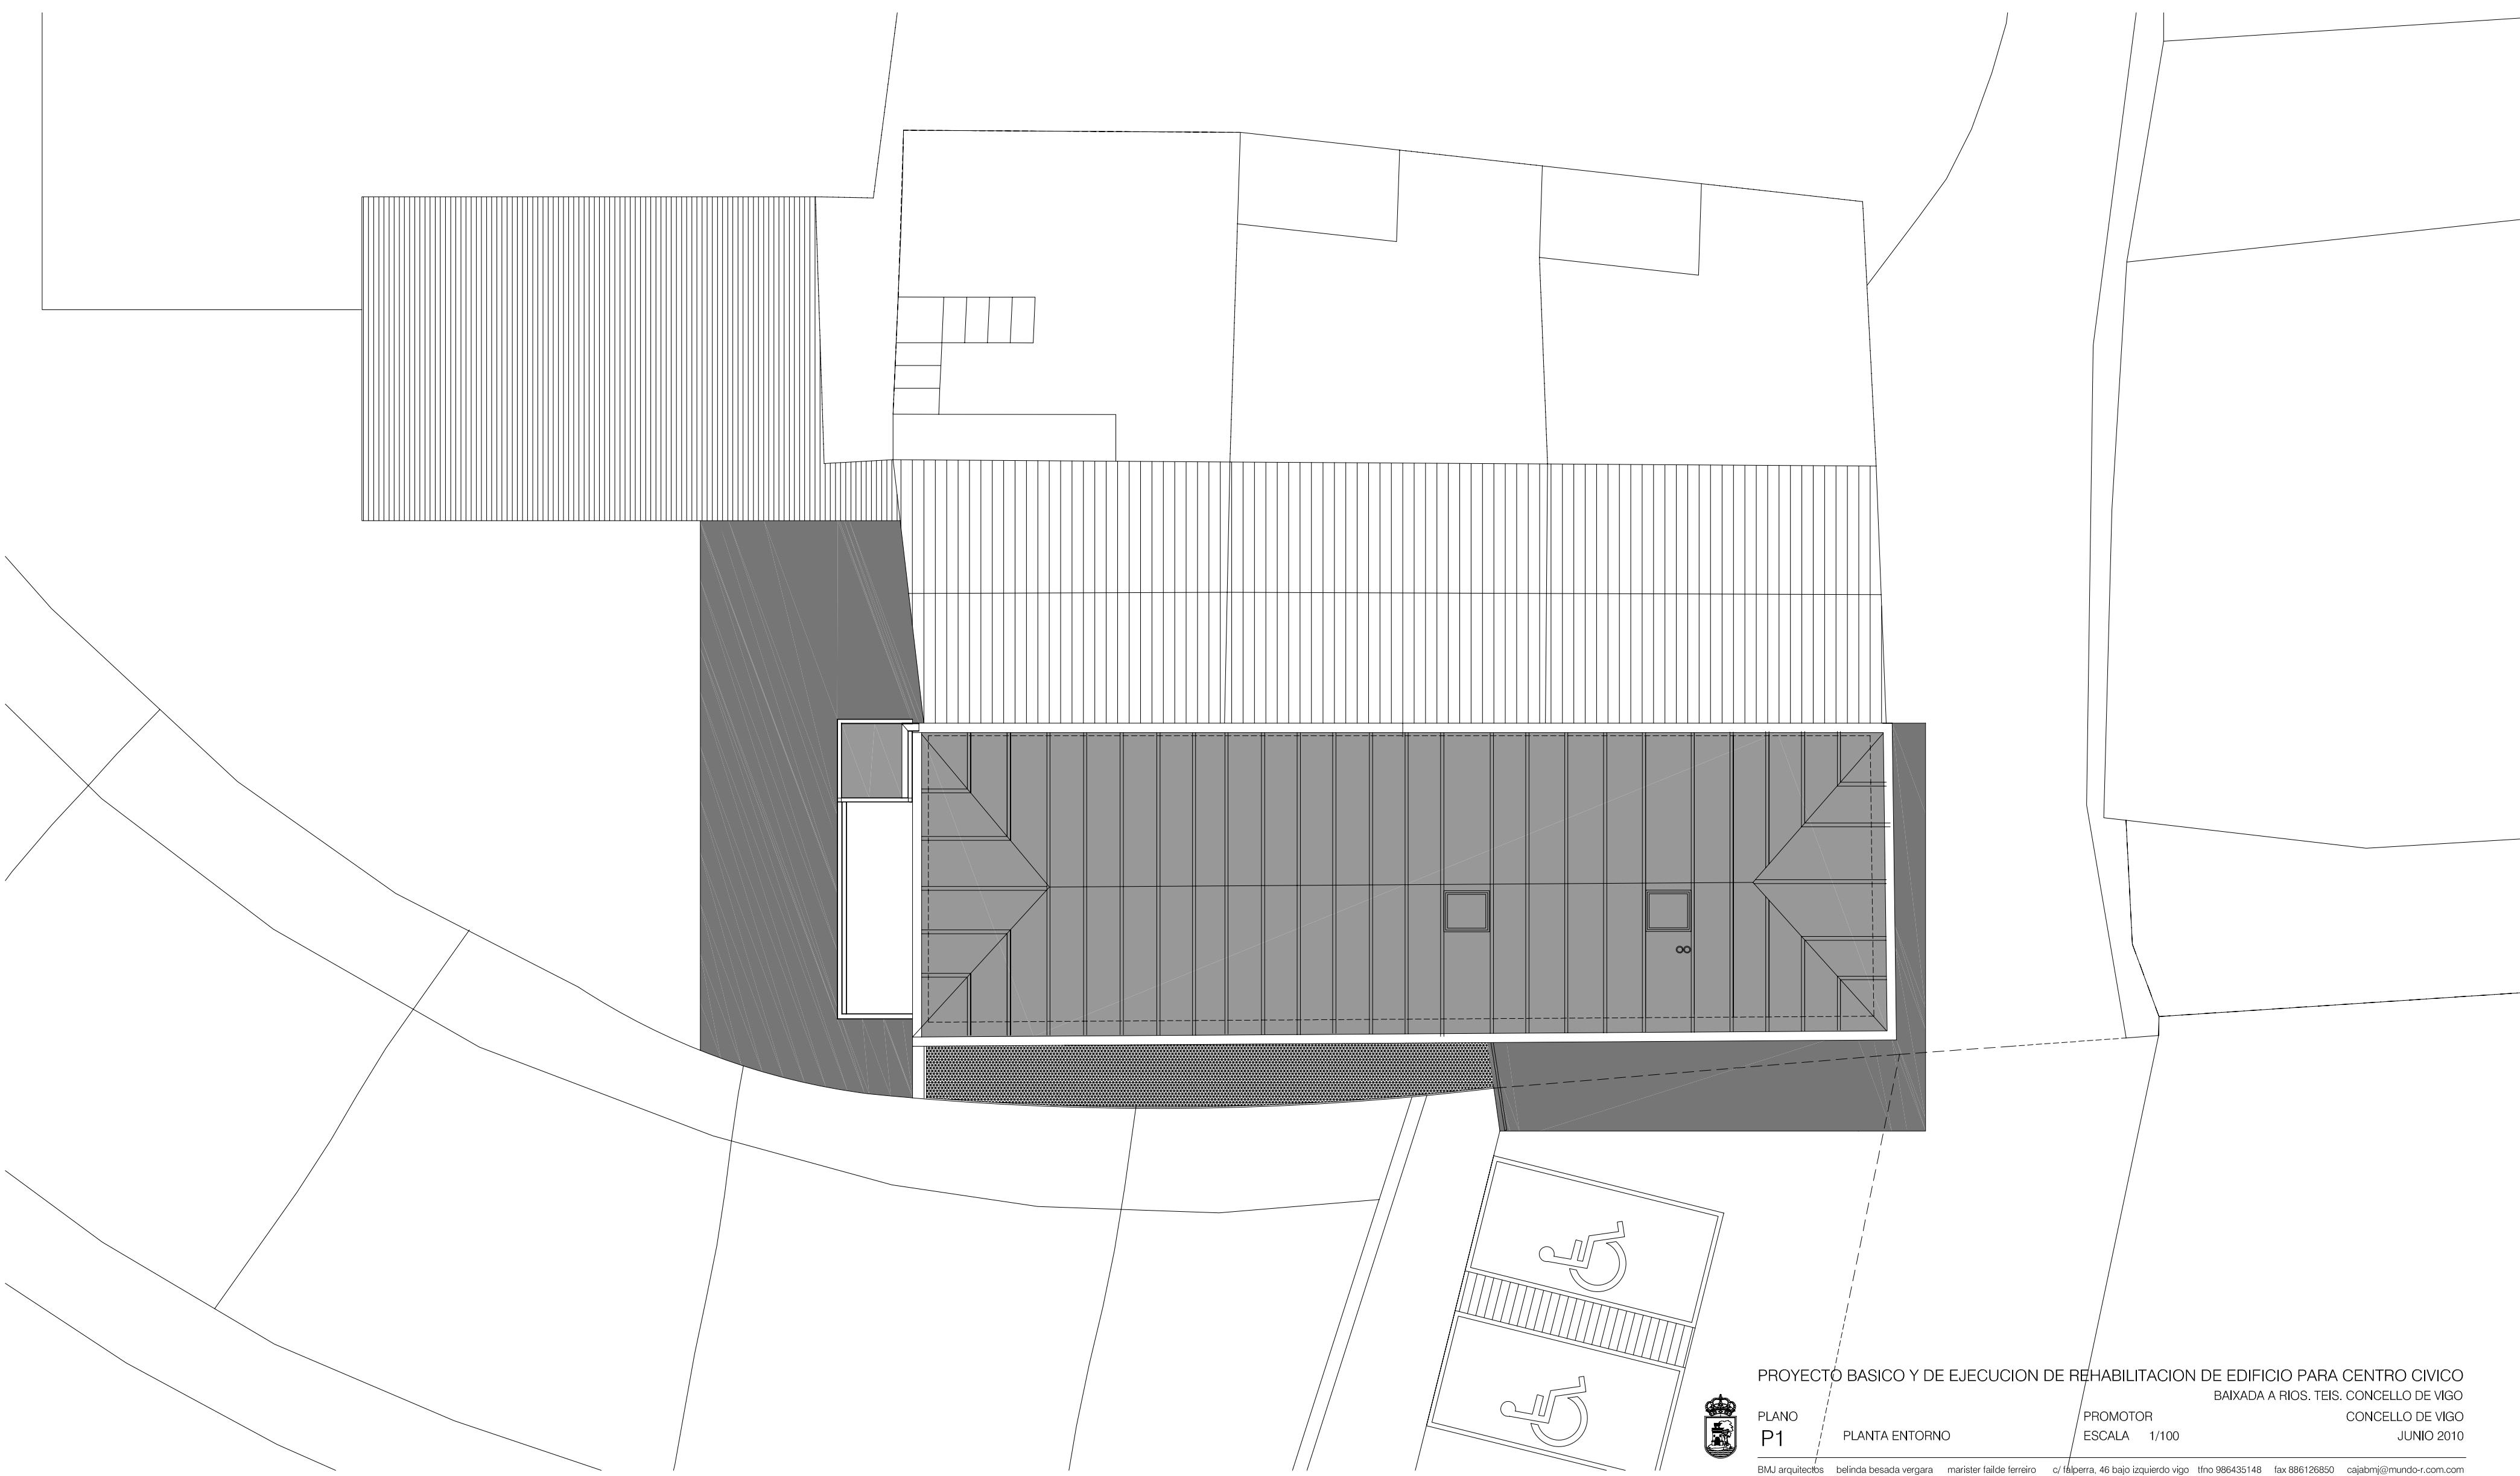 PROYECTO BASICO Y DE EJECUCION DE REHABILITACION DE EDIFICIO PARA CENTRO CIVICO
BAIXADA A RIOS. TEIS. CONCELLO DE VIGO
PLANO PROMOTOR CONCELLO DE VIGO
P1 PLANTA ENTORNO ESCALA 1/100 JUNIO 2010
BMJ arquitectos belinda besada vergara marister failde ferreiro c/ falperra, 46 bajo izquierdo vigo tfno 986435148 fax 886126850 cajabmj@mundo-r.com.com